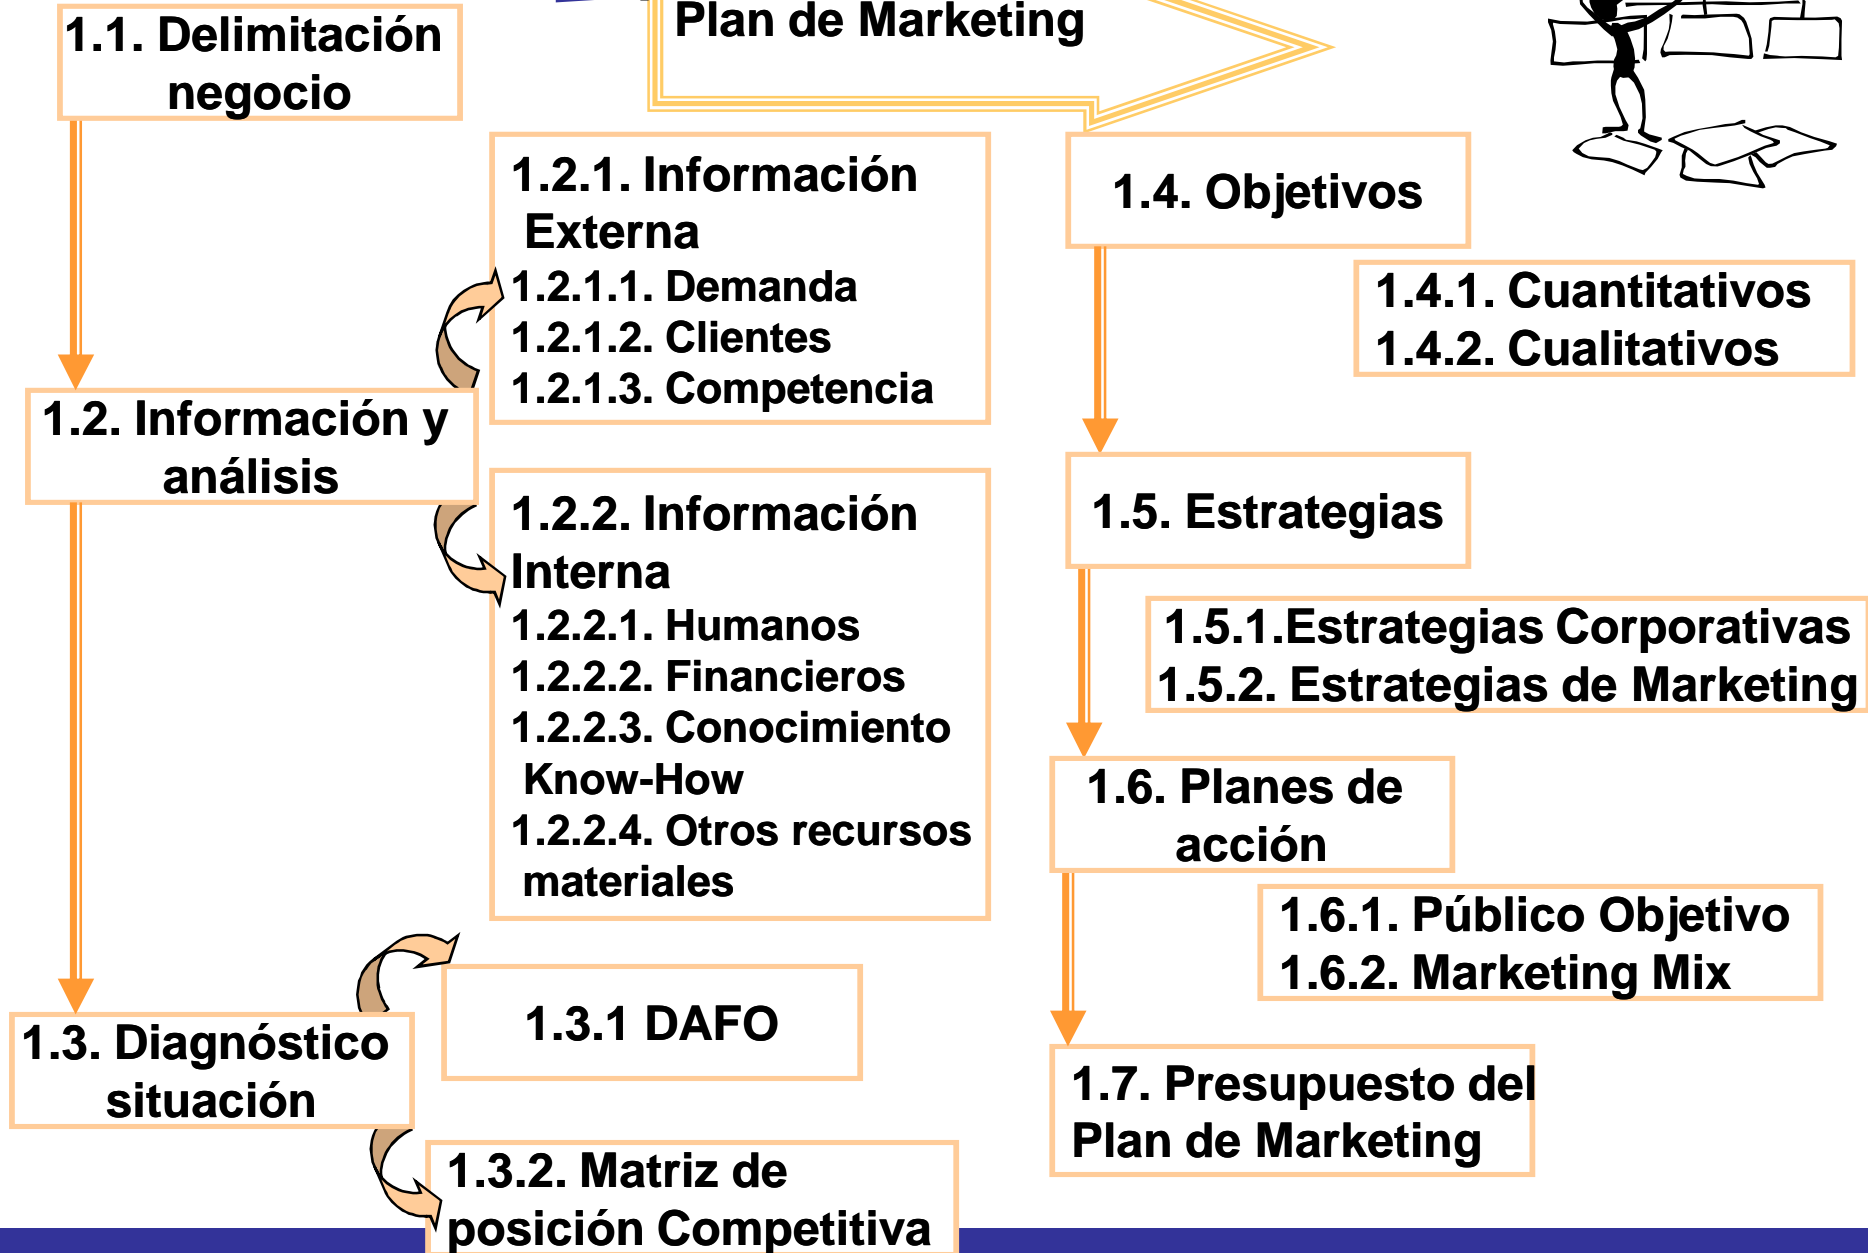 Plan de Marketing
1.1. Delimitación
negocio
1.2. Información y
análisis
1.2.1. Información
Externa
1.2.1.1. Demanda
1.2.1.2. Clientes
1.2.1.3. Competencia
1.2.2. Información
Interna
1.2.2.1. Humanos
1.2.2.2. Financieros
1.2.2.3. Conocimiento
Know-How
1.2.2.4. Otros recursos
materiales
1.3. Diagnóstico
situación
1.3.1 DAFO
1.3.2. Matriz de
posición Competitiva
1.4. Objetivos
1.4.1. Cuantitativos
1.4.2. Cualitativos
1.5. Estrategias
1.5.1.Estrategias Corporativas
1.5.2. Estrategias de Marketing
1.6. Planes de
acción
1.6.1. Público Objetivo
1.6.2. Marketing Mix
1.7. Presupuesto del
Plan de Marketing